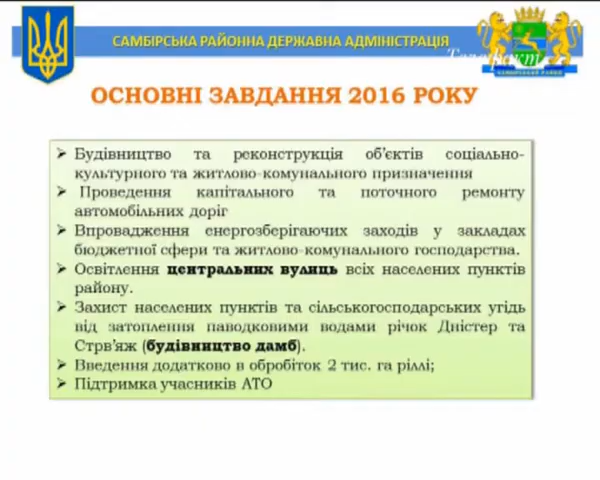 САМБІРСЬКА РАЙОННА ДЕРЖАВНА АДМІНІСТРАЦІЯ
Телефакт
САМБІРСЬКИЙ РАЙОН
ОСНОВНІ ЗАВДАННЯ 2016 РОКУ
➢ Будівництво та реконструкція об'єктів соціально-
культурного та житлово-комунального призначення
➢ Проведення капітального та поточного ремонту
автомобільних доріг
➢ Впровадження енергозберігаючих заходів у закладах
бюджетної сфери та житлово-комунального господарства.
➢ Освітлення центральних вулиць всіх населених пунктів
району.
➢ Захист населених пунктів та сільськогосподарських угідь
від затоплення паводковими водами річок Дністер та
Стрв'яж (будівництво дамб).
➢ Введення додатково в обробіток 2 тис. га ріллі;
➢ Підтримка учасників АТО